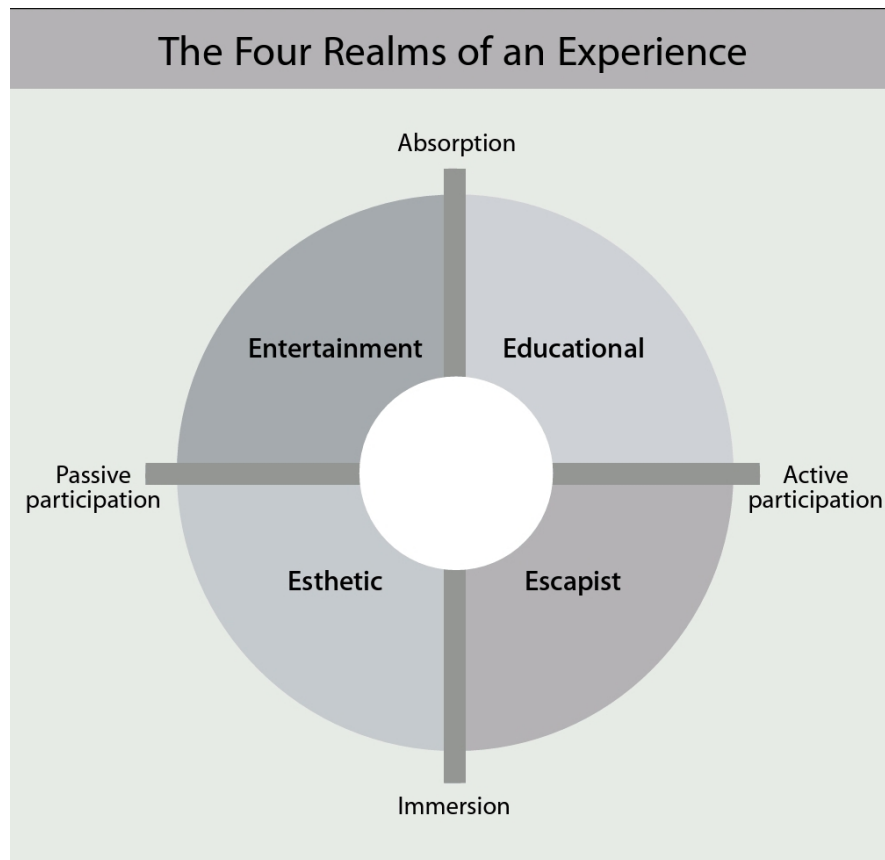 The Four Realms of an Experience
Absorption
Entertainment
Educational
Passive
participation
Active
participation
Esthetic
Escapist
Immersion